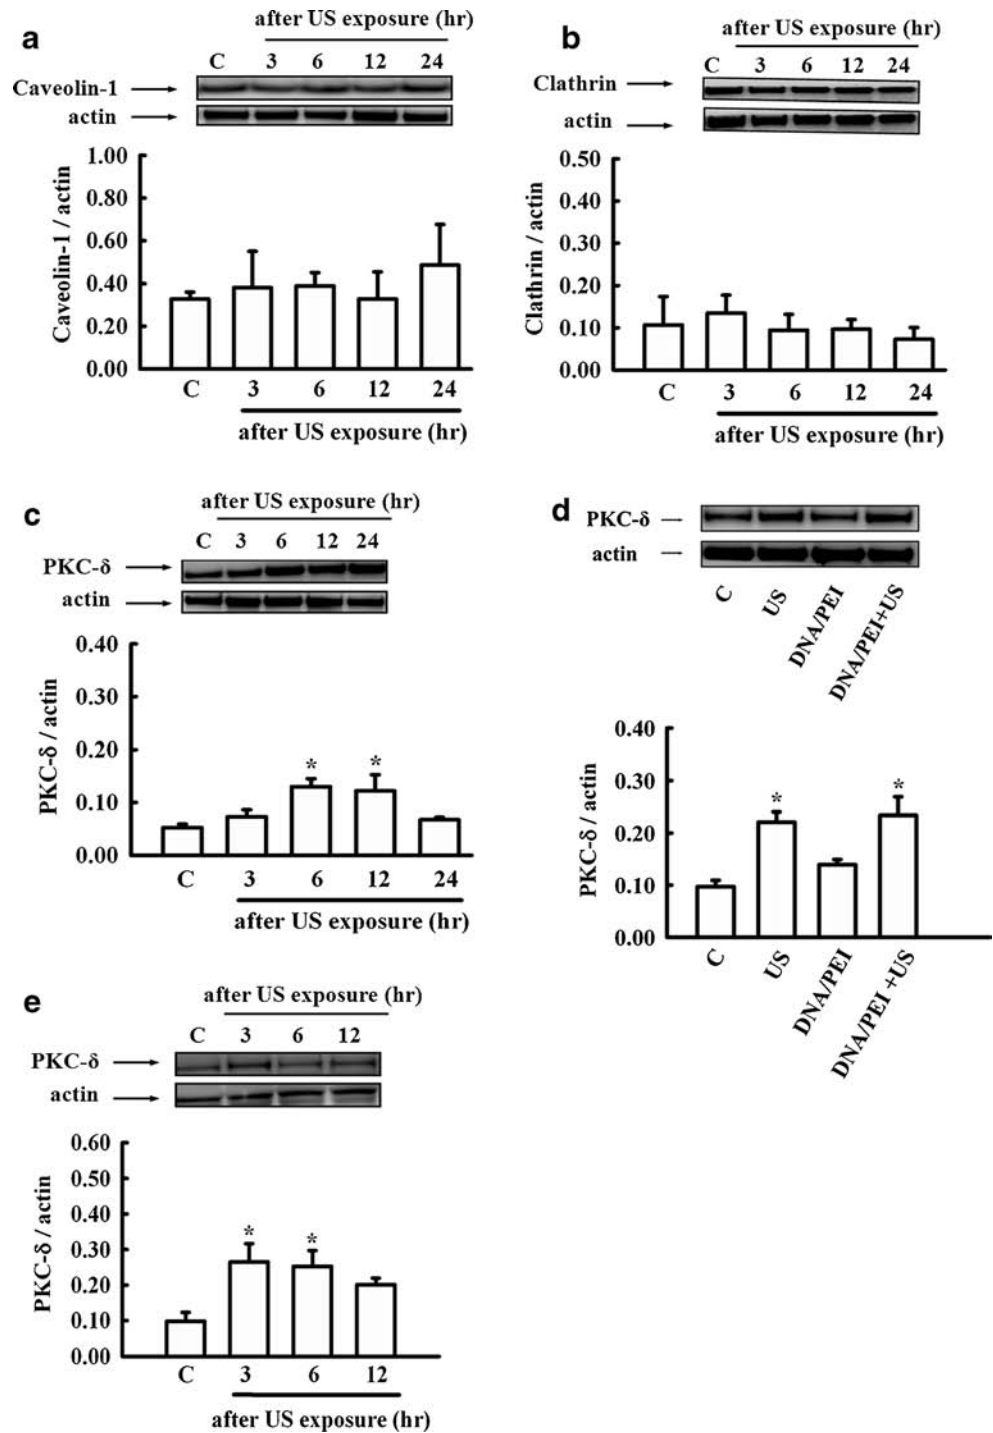 a
after US exposure (hr)
C 3 6 12 24
Caveolin-1
actin
1.00
0.80
0.60
0.40
0.20
0.00
Caveolin-1 / actin
C 3 6 12 24
after US exposure (hr)
b
after US exposure (hr)
C 3 6 12 24
Clathrin
actin
0.50
0.40
0.30
0.20
0.10
0.00
Clathrin / actin
C 3 6 12 24
after US exposure (hr)
c
after US exposure (hr)
C 3 6 12 24
PKC-δ
actin
0.40
0.30
0.20
0.10
0.00
PKC-δ / actin
* *
C 3 6 12 24
after US exposure (hr)
d
PKC-δ
actin
C US DNA/PEI DNA/PEI+US
0.40
0.30
0.20
0.10
0.00
PKC-δ / actin
* *
C US DNA/PEI DNA/PEI +US
e
after US exposure (hr)
C 3 6 12
PKC-δ
actin
0.60
0.50
0.40
0.30
0.20
0.10
0.00
PKC-δ / actin
* *
C 3 6 12
after US exposure (hr)